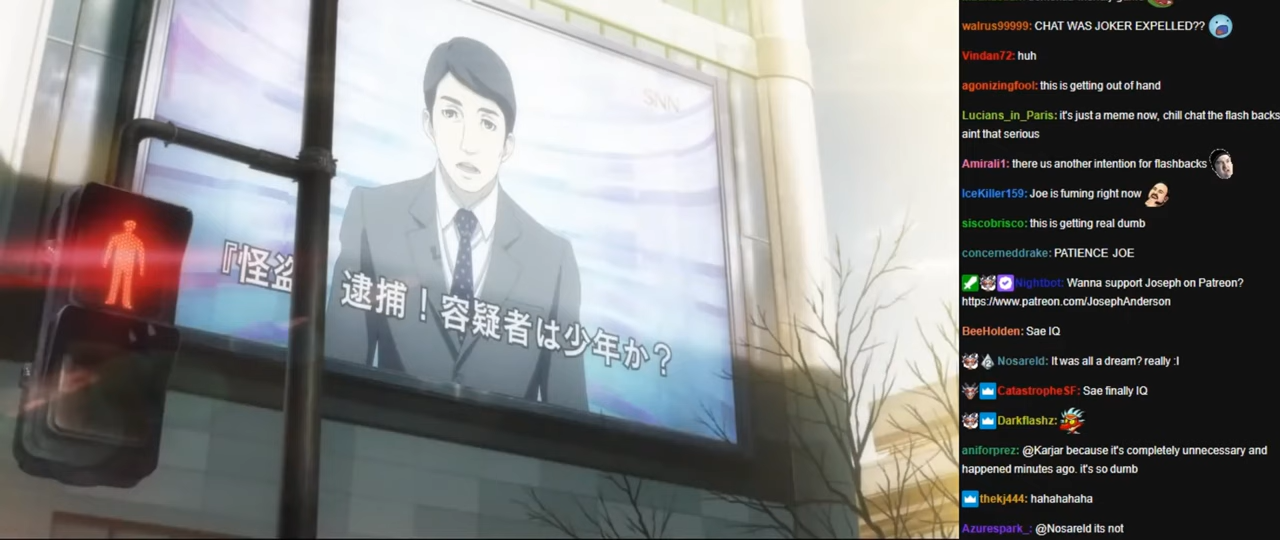 SNN
『怪盗
逮捕！容疑者は少年か？
walrus99999: CHAT WAS JOKER EXPELLED??
Vindan72: huh
agonizingfool: this is getting out of hand
Lucians_in_Paris: it's just a meme now, chill chat the flash backs
aint that serious
Amirali1: there us another intention for flashbacks
IceKiller159: Joe is fuming right now
siscobrisco: this is getting real dumb
concerneddrake: PATIENCE JOE
Nightbot: Wanna support Joseph on Patreon?
https://www.patreon.com/JosephAnderson
BeeHolden: Sae IQ
Nosareld: It was all a dream? really :I
CatastropheSF: Sae finally IQ
Darkflashz:
aniforprez: @Karjar because it's completely unnecessary and
happened minutes ago. it's so dumb
thekj444: hahahahaha
Azurespark_: @Nosareld its not